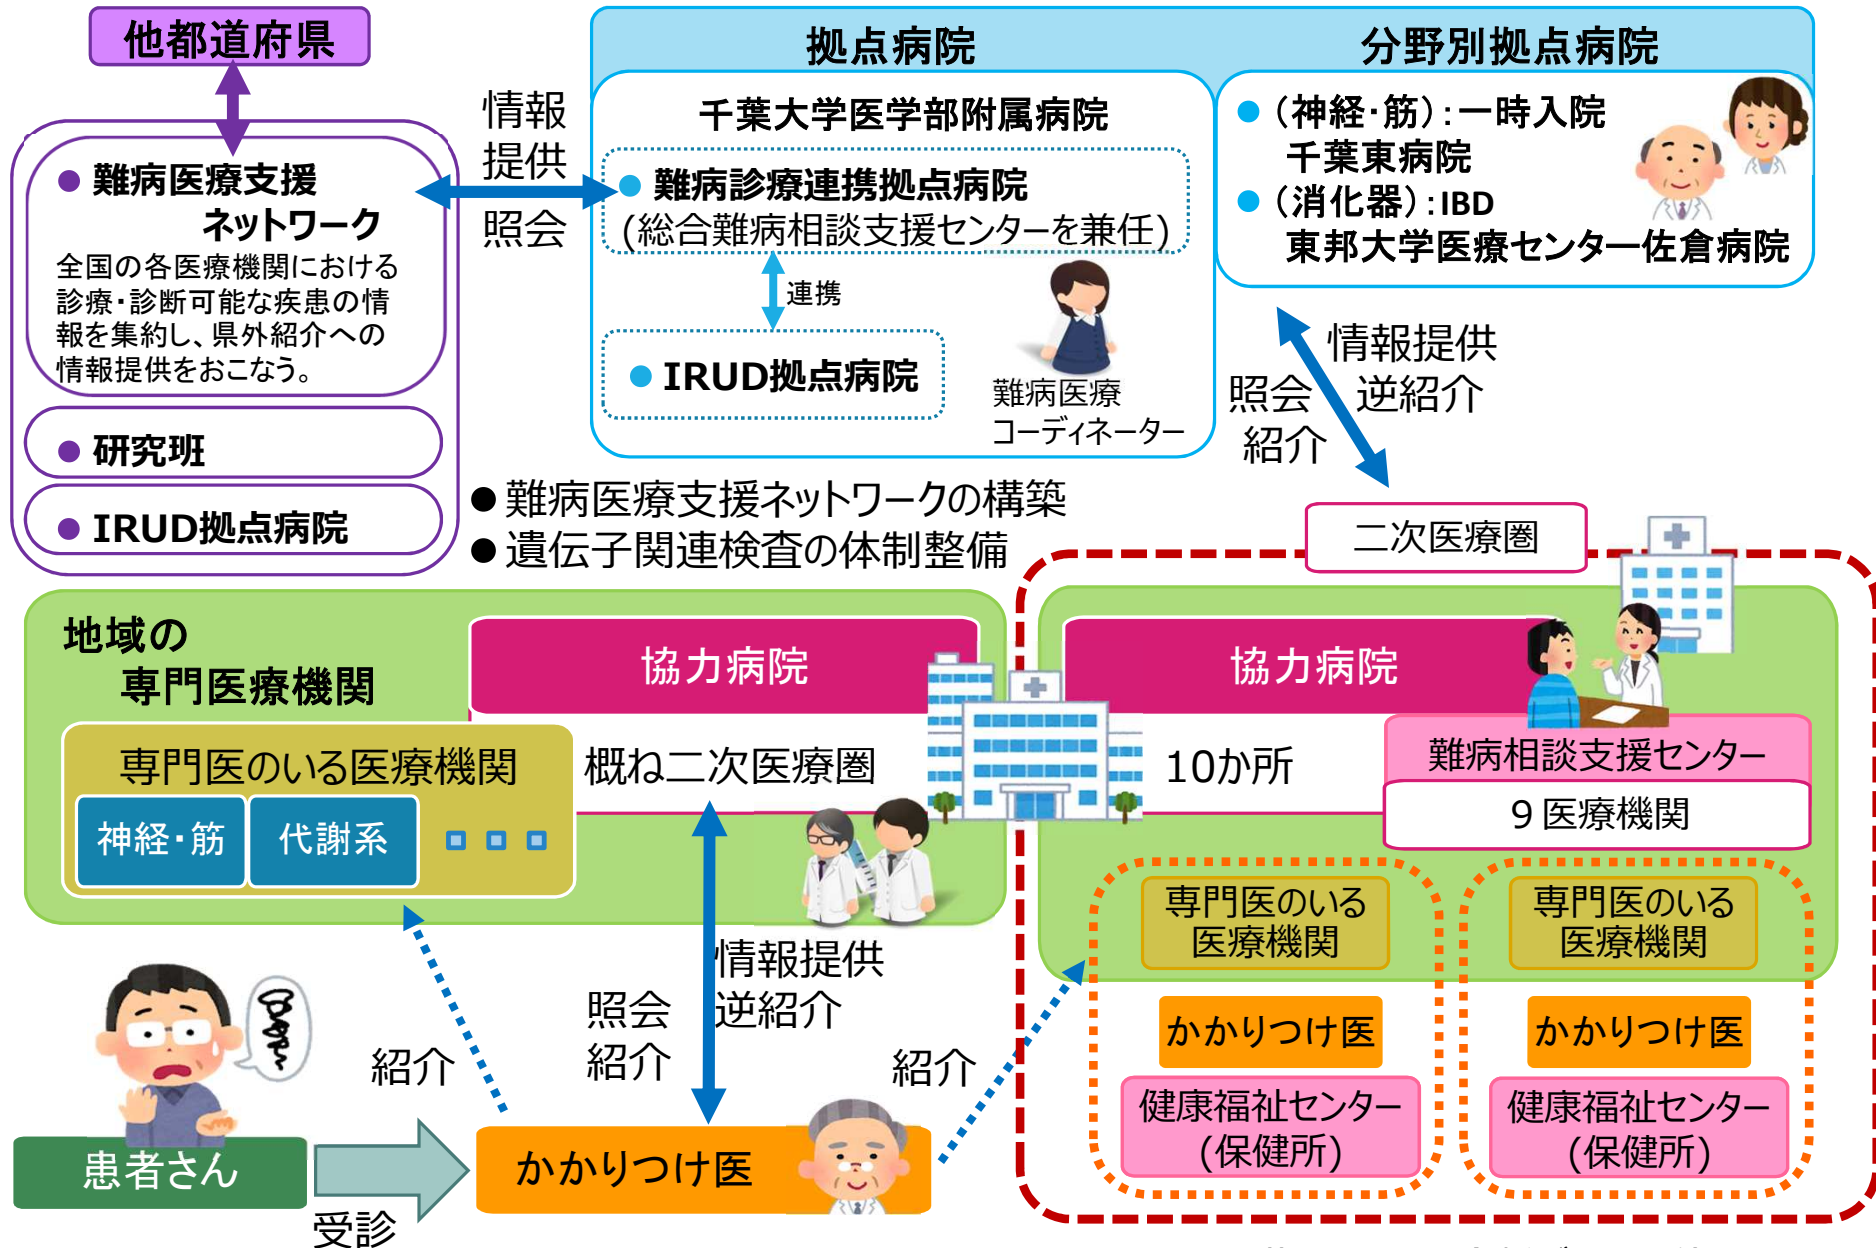 他都道府県
難病医療支援
ネットワーク
全国の各医療機関における
診療・診断可能な疾患の情
報を集約し、県外紹介への
情報提供をおこなう。
研究班
IRUD拠点病院
情報
提供
照会
拠点病院
千葉大学医学部附属病院
難病診療連携拠点病院
(総合難病相談支援センターを兼任)
連携
IRUD拠点病院
難病医療
コーディネーター
分野別拠点病院
(神経・筋):一時入院
千葉東病院
(消化器):IBD
東邦大学医療センター佐倉病院
情報提供
逆紹介
照会
紹介
● 難病医療支援ネットワークの構築
● 遺伝子関連検査の体制整備
二次医療圏
地域の
専門医療機関
協力病院
専門医のいる医療機関
概ね二次医療圏
神経・筋
代謝系
協力病院
10か所
難病相談支援センター
9医療機関
専門医のいる
医療機関
かかりつけ医
健康福祉センター
(保健所)
専門医のいる
医療機関
かかりつけ医
健康福祉センター
(保健所)
情報提供
逆紹介
照会
紹介
紹介
紹介
患者さん
受診
かかりつけ医